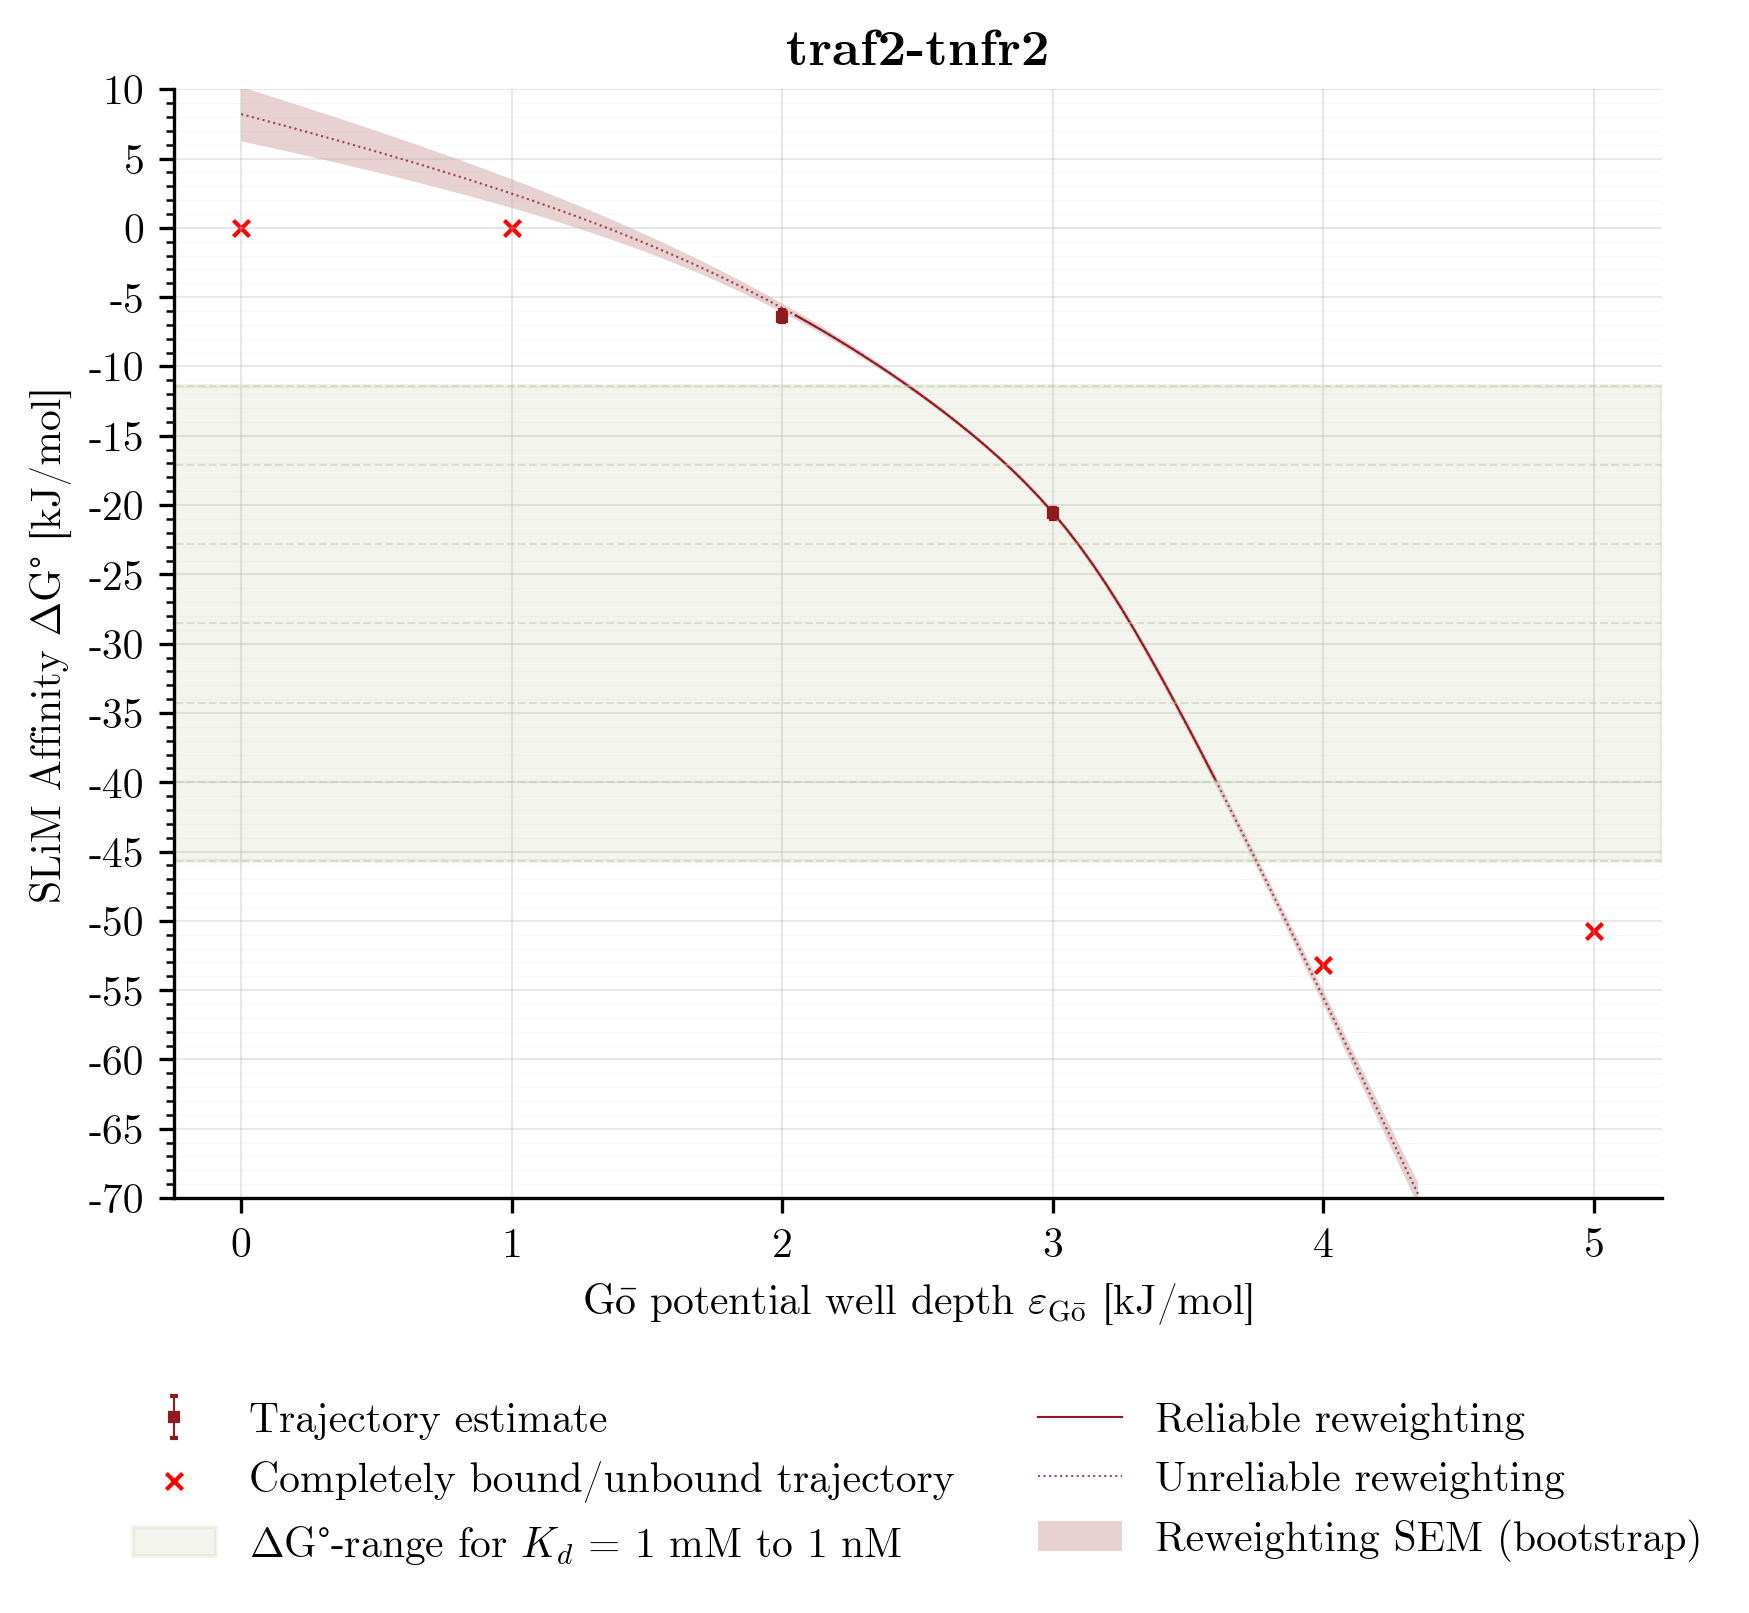 traf2-tnfr2
10
5
0
-5
-10
-15
-20
-25
-30
-35
-40
-45
-50
-55
-60
-65
-70
SLiM Affinity ΔG° [kJ/mol]
0 1 2 3 4 5
Gō potential well depth ε_Gō [kJ/mol]
Trajectory estimate
Completely bound/unbound trajectory
ΔG°-range for K_d = 1 mM to 1 nM
Reliable reweighting
Unreliable reweighting
Reweighting SEM (bootstrap)